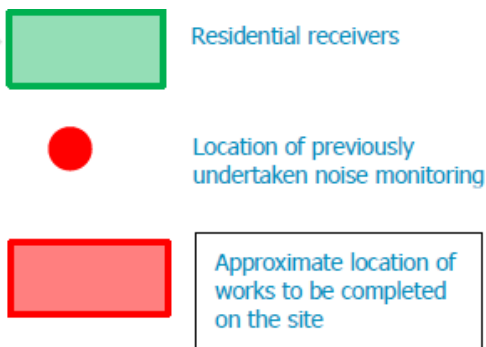 Residential receivers
Location of previously
undertaken noise monitoring
Approximate location of
works to be completed
on the site